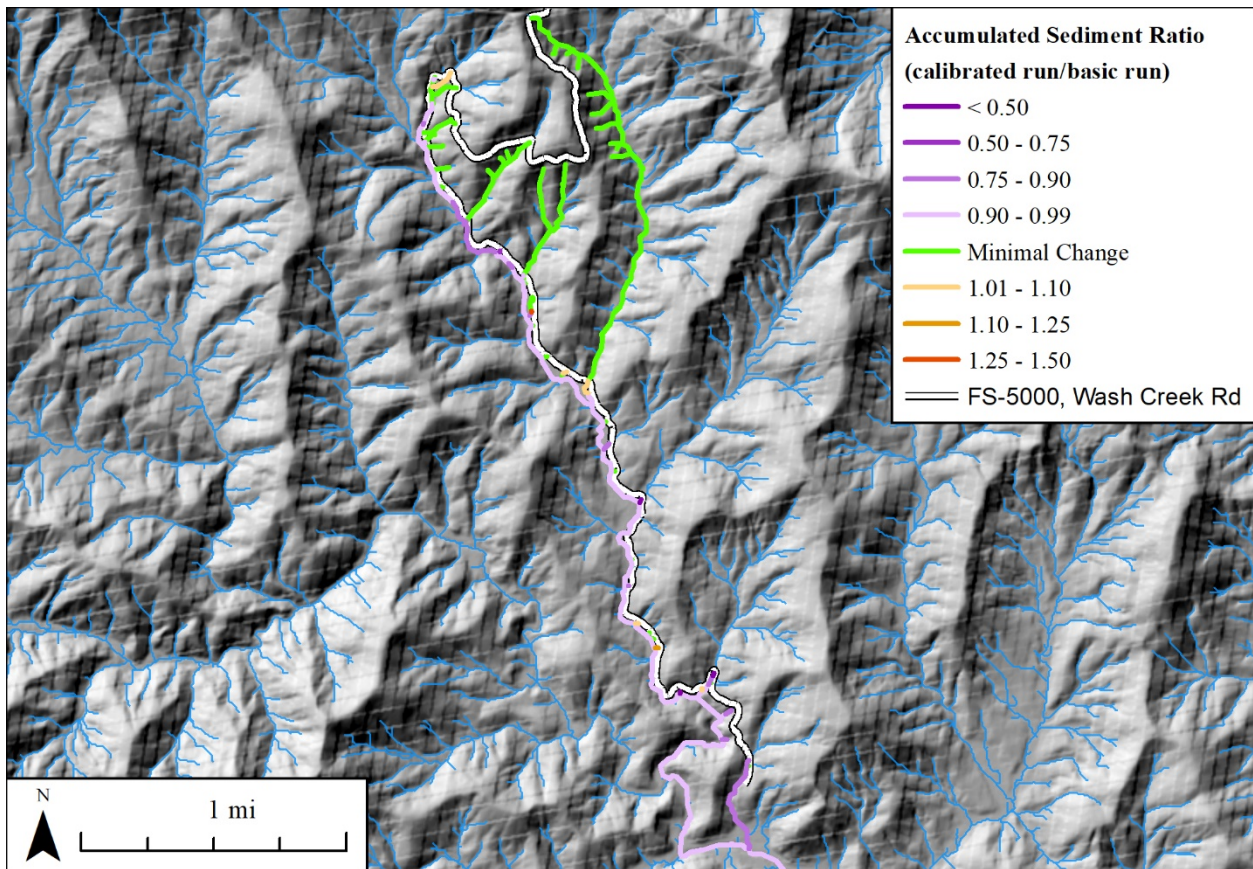 Accumulated Sediment Ratio
(calibrated run/basic run)
< 0.50
0.50 - 0.75
0.75 - 0.90
0.90 - 0.99
Minimal Change
1.01 - 1.10
1.10 - 1.25
1.25 - 1.50
FS-5000, Wash Creek Rd
N
1 mi